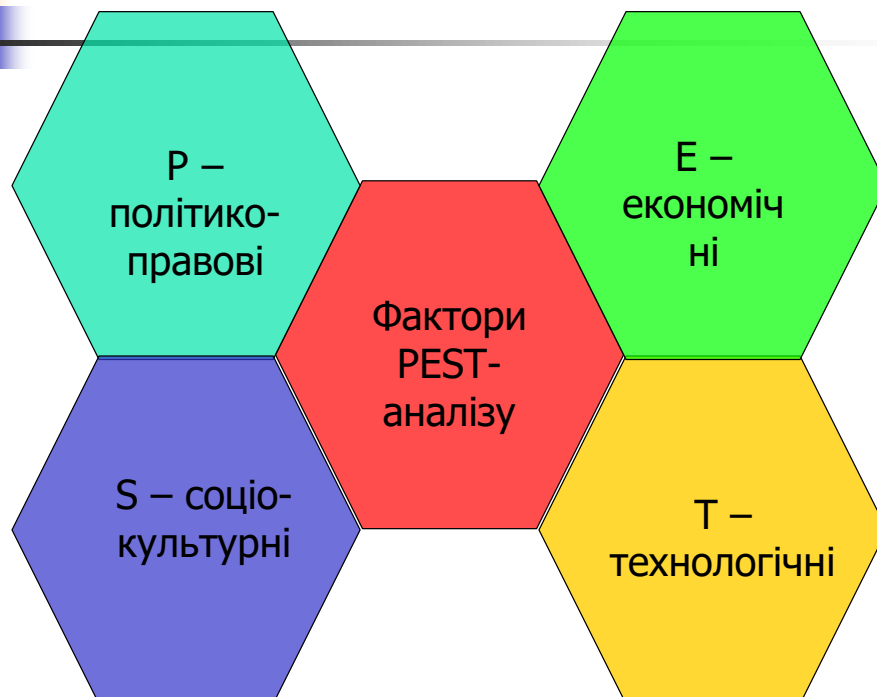 P –
політико-
правові
E –
економіч
ні
Фактори
PEST-
аналізу
S – соціо-
культурні
T –
технологічні